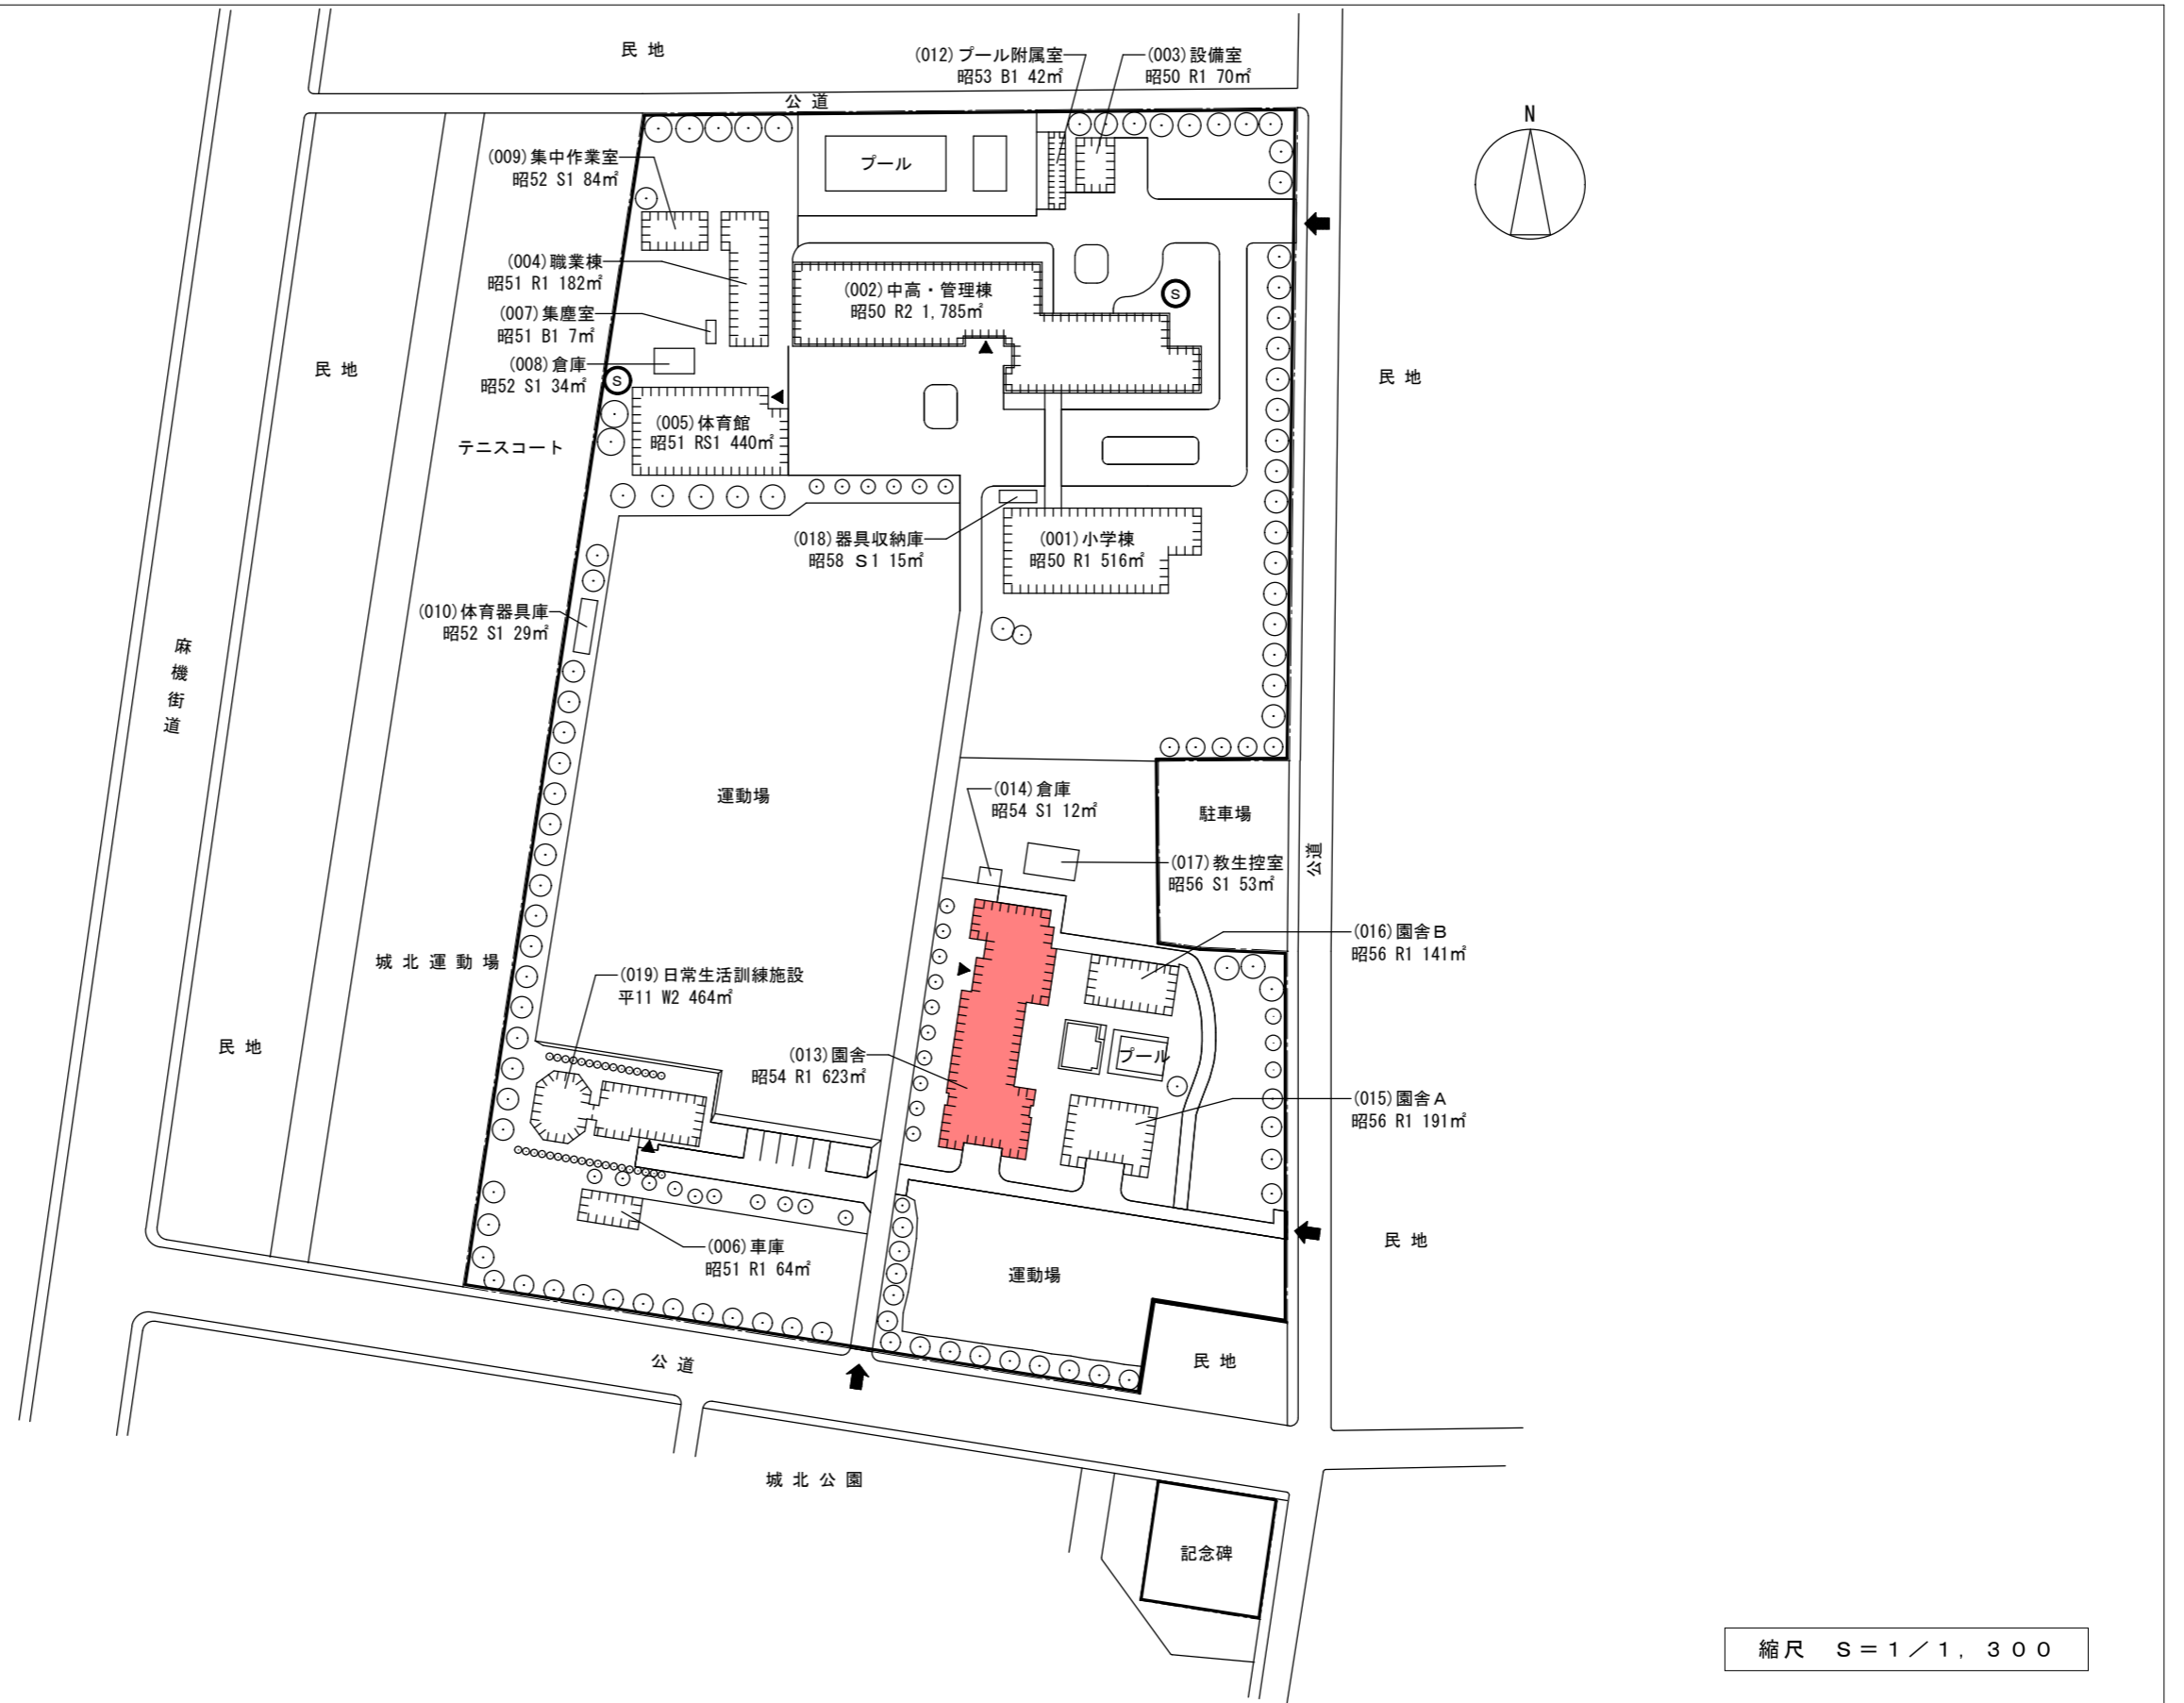 民 地
(012)プール附属室
昭53 B1 42㎡
(003)設備室
昭50 R1 70㎡
公 道
N
(009)集中作業室
昭52 S1 84㎡
プール
(004)職業棟
昭51 R1 182㎡
(002)中高・管理棟
昭50 R2 1,785㎡
S
(007)集塵室
昭51 B1 7㎡
民 地
(008)倉庫
昭52 S1 34㎡
S
民 地
(005)体育館
昭51 RS1 440㎡
テニスコート
(018)器具収納庫
昭58 S1 15㎡
(001)小学棟
昭50 R1 516㎡
(010)体育器具庫
昭52 S1 29㎡
麻機街道
運動場
(014)倉庫
昭54 S1 12㎡
駐車場
公道
(017)教生控室
昭56 S1 53㎡
(016)園舎B
昭56 R1 141㎡
城 北 運 動 場
(019)日常生活訓練施設
平11 W2 464㎡
民 地
(013)園舎
昭54 R1 623㎡
プール
(015)園舎A
昭56 R1 191㎡
(006)車庫
昭51 R1 64㎡
民 地
運動場
公 道
民 地
城 北 公 園
記念碑
縮尺 S=1/1,300